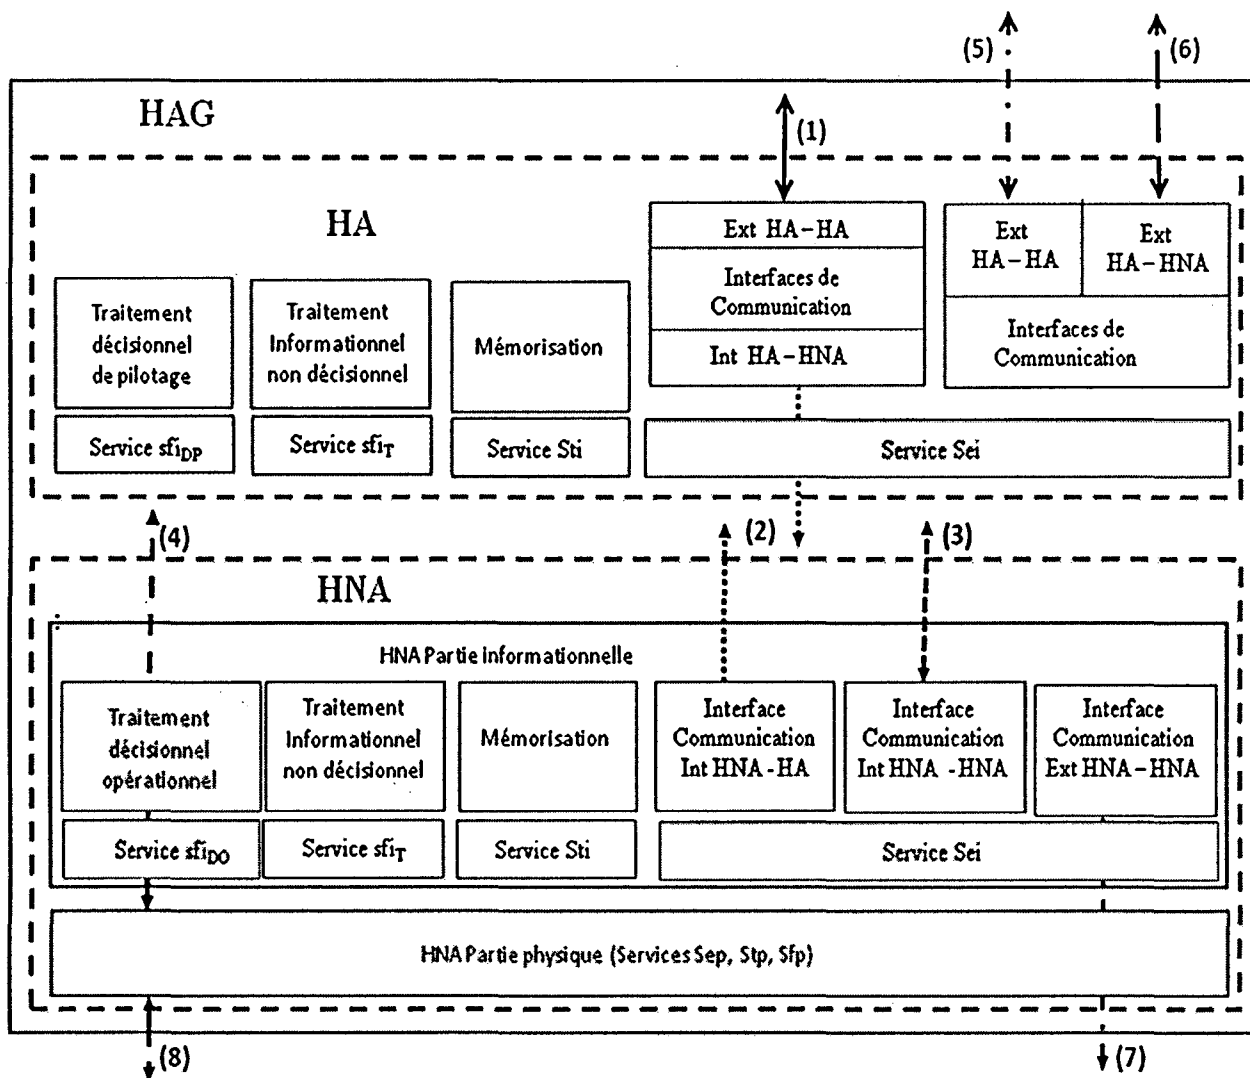 (5)
(6)
HAG
(1)
HA
Ext HA-HA
Interfaces de
Communication
Int HA-HNA
Ext
HA-HA
Ext
HA-HNA
Interfaces de
Communication
Traitement
décisionnel
de pilotage
Traitement
Informationnel
non décisionnel
Mémorisation
Service sfiDP
Service sfiT
Service Sti
Service Sei
(4)
(2)
(3)
HNA
HNA Partie informationnelle
Traitement
décisionnel
opérationnel
Traitement
Informationnel
non décisionnel
Mémorisation
Interface
Communication
Int HNA-HA
Interface
Communication
Int HNA-HNA
Interface
Communication
Ext HNA-HNA
Service sfiDO
Service sfiT
Service Sti
Service Sei
HNA Partie physique (Services Sep, Stp, Sfp)
(8)
(7)